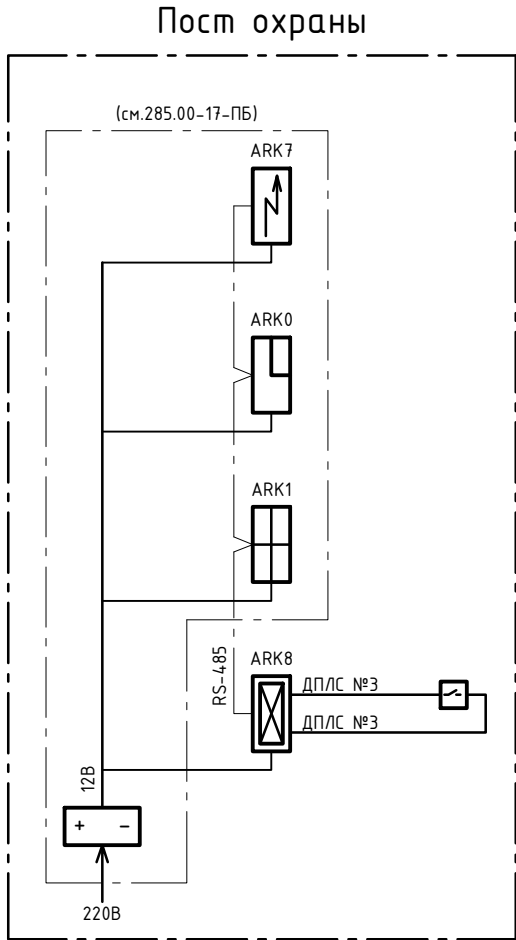 Пост охраны
(см.285.00-17-ПБ)
ARK7
ARK0
ARK1
RS-485
ARK8
ДПЛС №3
ДПЛС №3
12В
+ -
220В